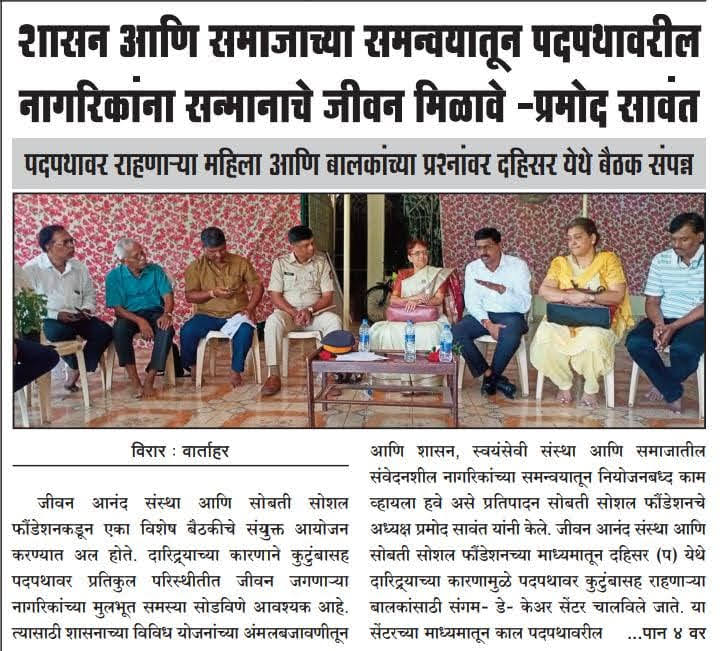 शासन आणि समाजाच्या समन्वयातून पदपथावरील
नागरिकांना सन्मानाचे जीवन मिळावे -प्रमोद सावंत
पदपथावर राहणाऱ्या महिला आणि बालकांच्या प्रश्नांवर दहिसर येथे बैठक संपन्न
विरार : वार्ताहर
जीवन आनंद संस्था आणि सोबती सोशल
फौंडेशनकडून एका विशेष बैठकीचे संयुक्त आयोजन
करण्यात अल होते. दारिद्र्याच्या कारणाने कुटुंबासह
पदपथावर प्रतिकुल परिस्थीतीत जीवन जगणाऱ्या
नागरिकांच्या मुलभूत समस्या सोडविणे आवश्यक आहे.
त्यासाठी शासनाच्या विविध योजनांच्या अंमलबजावणीतून
आणि शासन, स्वयंसेवी संस्था आणि समाजातील
संवेदनशील नागरिकांच्या समन्वयातून नियोजनबध्द काम
व्हायला हवे असे प्रतिपादन सोबती सोशल फौंडेशनचे
अध्यक्ष प्रमोद सावंत यांनी केले. जीवन आनंद संस्था आणि
सोबती सोशल फौंडेशनच्या माध्यमातून दहिसर (प) येथे
दारिद्र्याच्या कारणामुळे पदपथावर कुटुंबासह राहणाऱ्या
बालकांसाठी संगम- डे- केअर सेंटर चालविले जाते. या
सेंटरच्या माध्यमातून काल पदपथावरील ...पान ४ वर